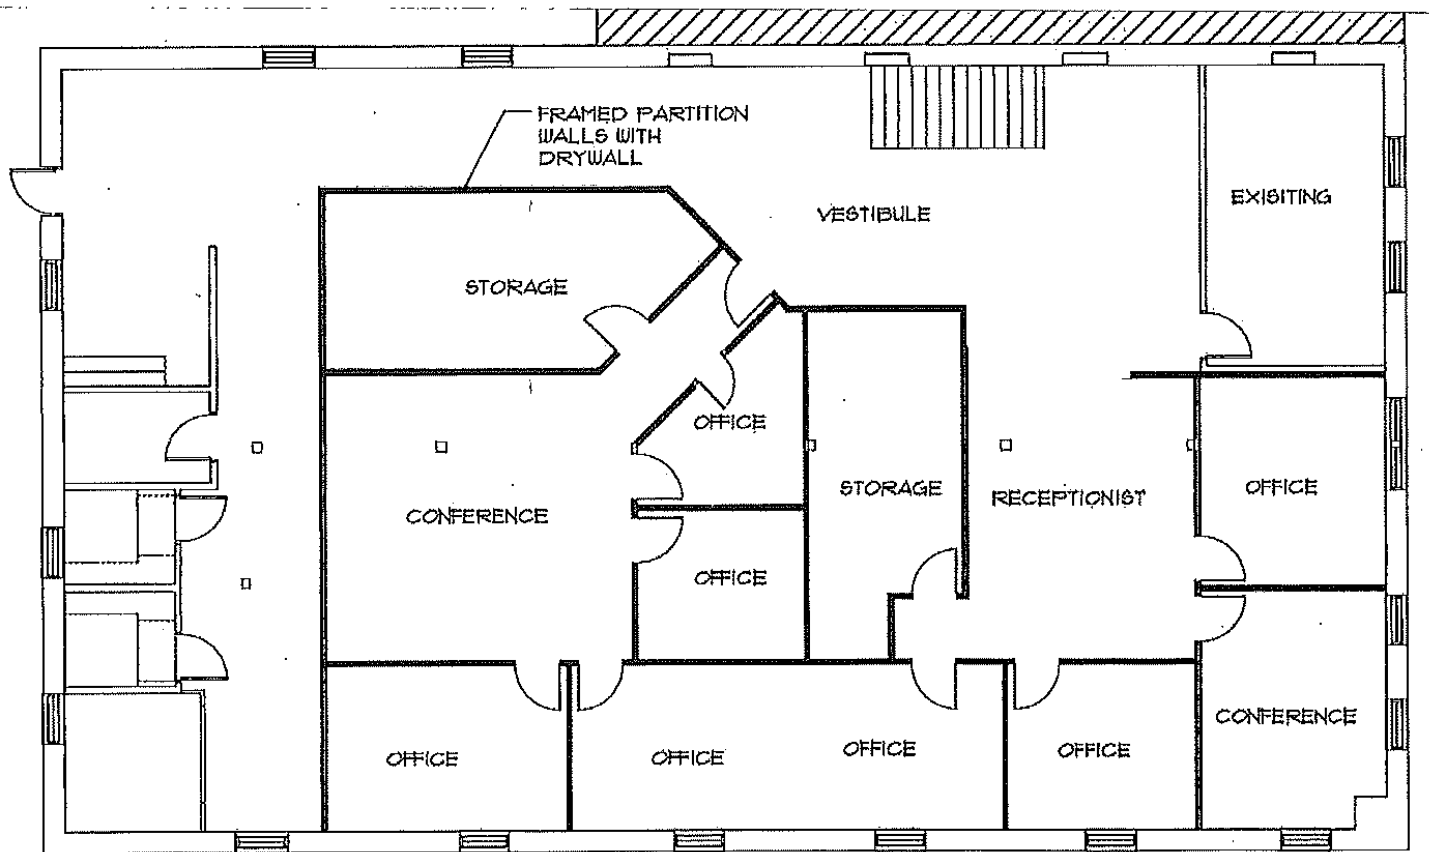 FRAMED PARTITION
WALLS WITH
DRYWALL
VESTIBULE
EXISITING
STORAGE
OFFICE
STORAGE
RECEPTIONIST
OFFICE
CONFERENCE
OFFICE
CONFERENCE
OFFICE
OFFICE
OFFICE
OFFICE